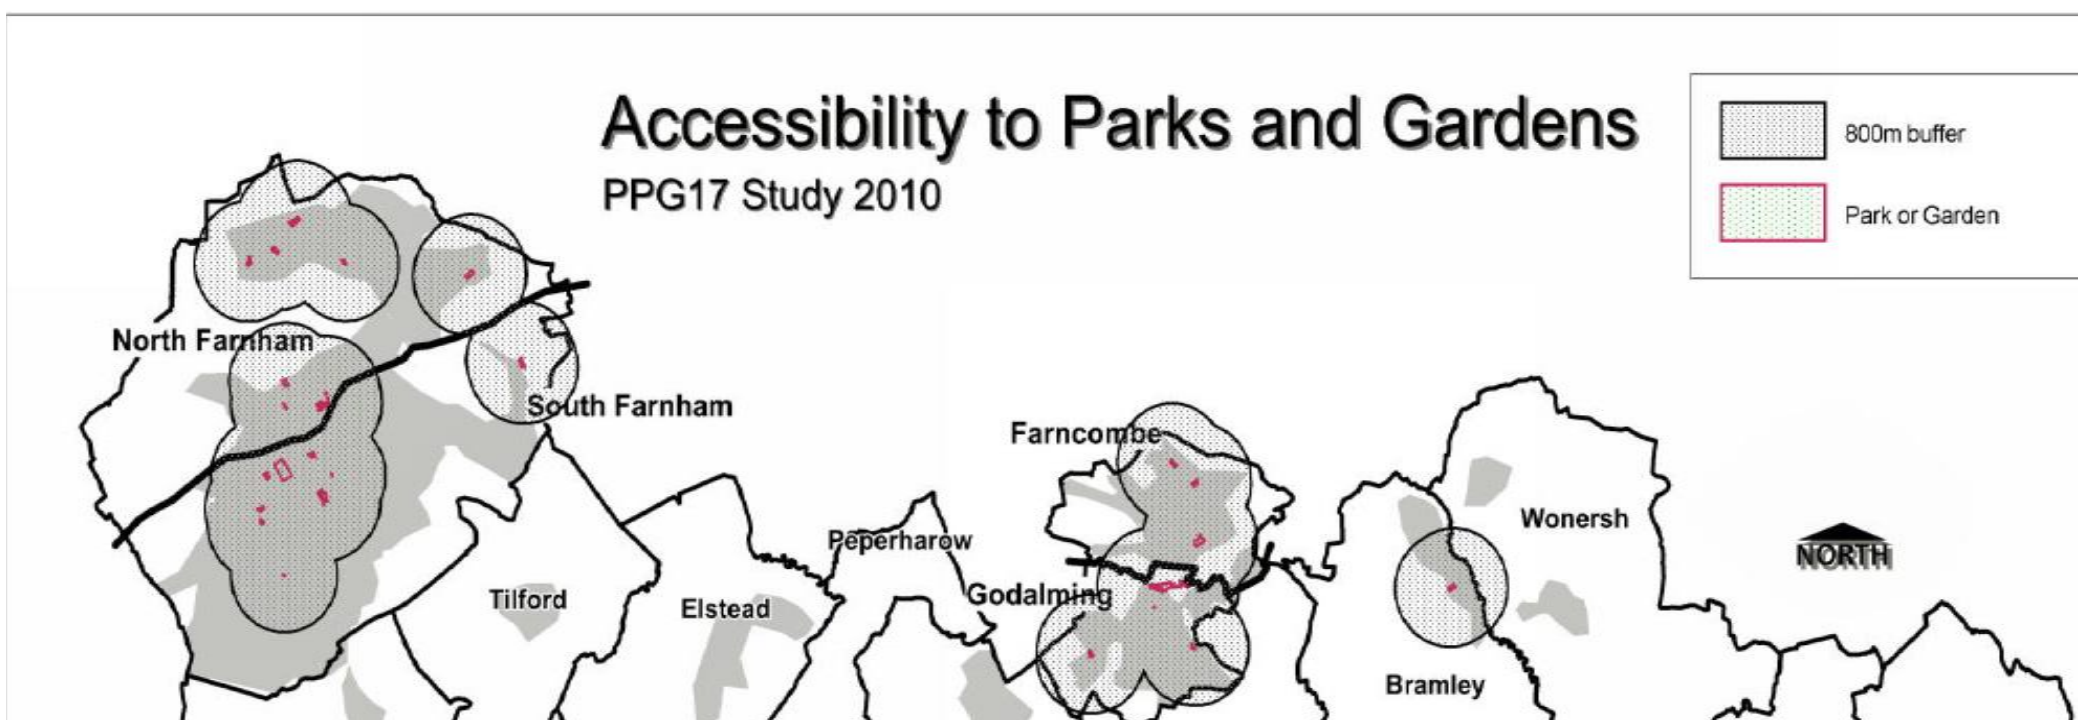 Accessibility to Parks and Gardens
PPG17 Study 2010
800m buffer
Park or Garden
North Farnham
South Farnham
Farncombe
Wonersh
Peperharow
NORTH
Godalming
Tilford
Elstead
Bramley